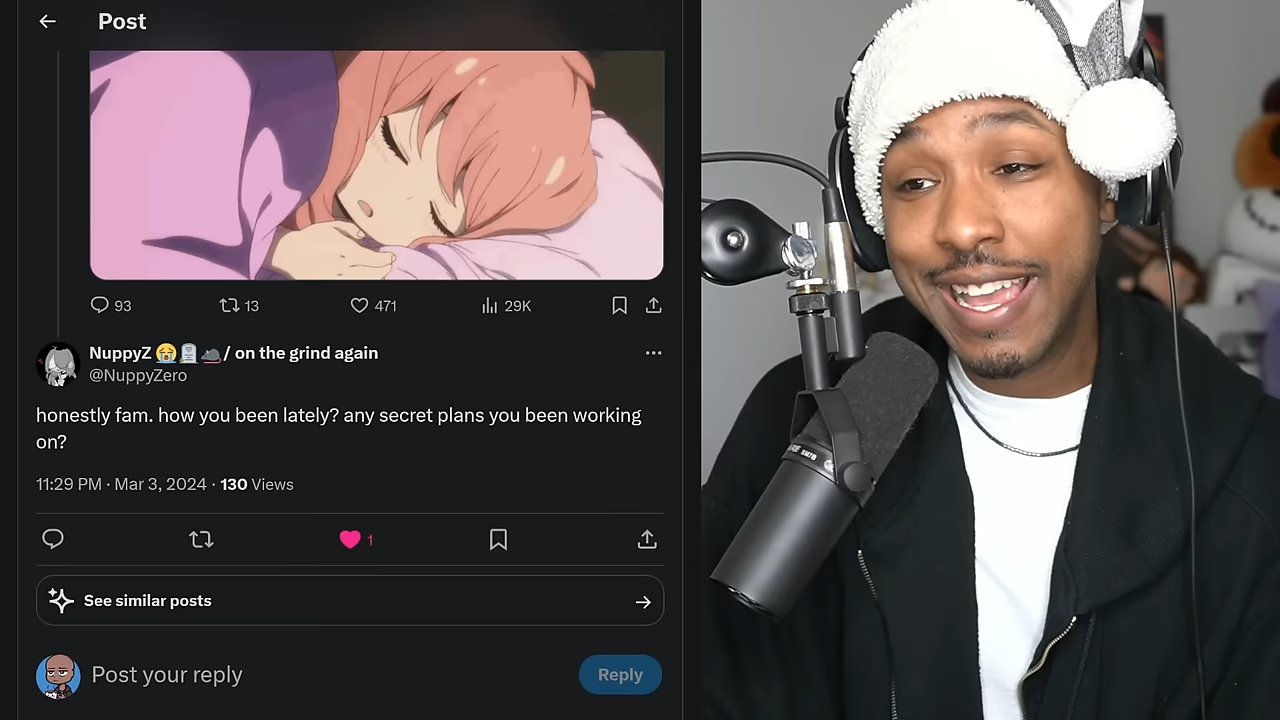 Post
93
13
471
29K
NuppyZ 😭🪦🐀/ on the grind again
@NuppyZero
honestly fam. how you been lately? any secret plans you been working
on?
11:29 PM · Mar 3, 2024 · 130 Views
1
See similar posts
Post your reply
Reply
SM7B